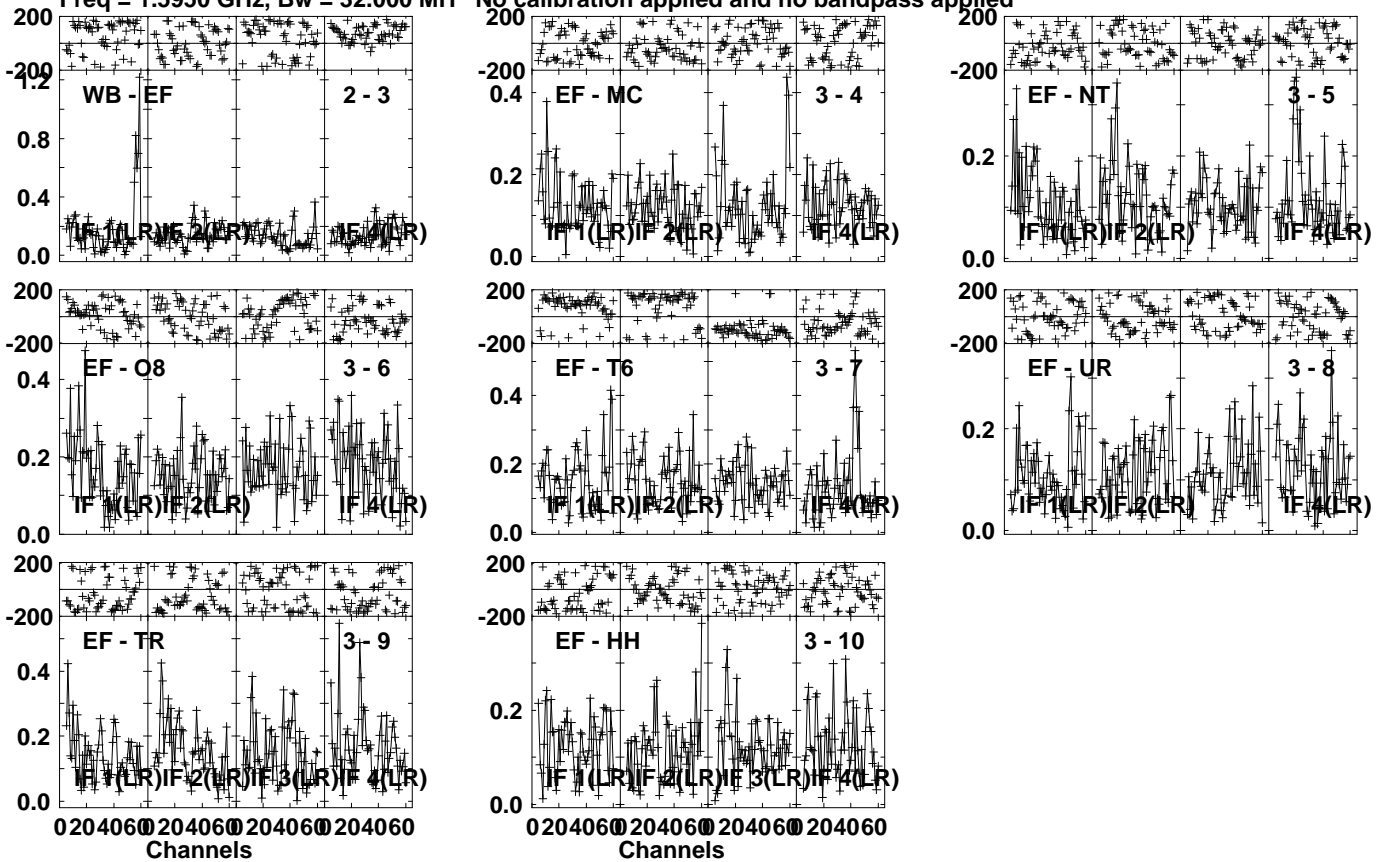 Freq = 1.5950 GHz, Bw = 32.000 MH No calibration applied and no bandpass applied
200
-200
1.2
0.8
0.4
0.0
WB - EF 2 - 3
IF 1(LR) IF 2(LR) IF 4(LR)
200
-200
0.4
0.2
0.0
EF - MC 3 - 4
IF 1(LR) IF 2(LR) IF 4(LR)
200
-200
0.2
0.0
EF - NT 3 - 5
IF 1(LR) IF 2(LR) IF 4(LR)
200
-200
0.4
0.2
0.0
EF - O8 3 - 6
IF 1(LR) IF 2(LR) IF 4(LR)
200
-200
0.4
0.2
0.0
EF - T6 3 - 7
IF 1(LR) IF 2(LR) IF 4(LR)
200
-200
0.2
0.0
EF - UR 3 - 8
IF 1(LR) IF 2(LR) IF 4(LR)
200
-200
0.4
0.2
0.0
EF - TR 3 - 9
IF 1(LR) IF 2(LR) IF 3(LR) IF 4(LR)
0 20 40 60 0 20 40 60 0 20 40 60 0 20 40 60
Channels
200
-200
0.2
0.0
EF - HH 3 - 10
IF 1(LR) IF 2(LR) IF 3(LR) IF 4(LR)
0 20 40 60 0 20 40 60 0 20 40 60 0 20 40 60
Channels